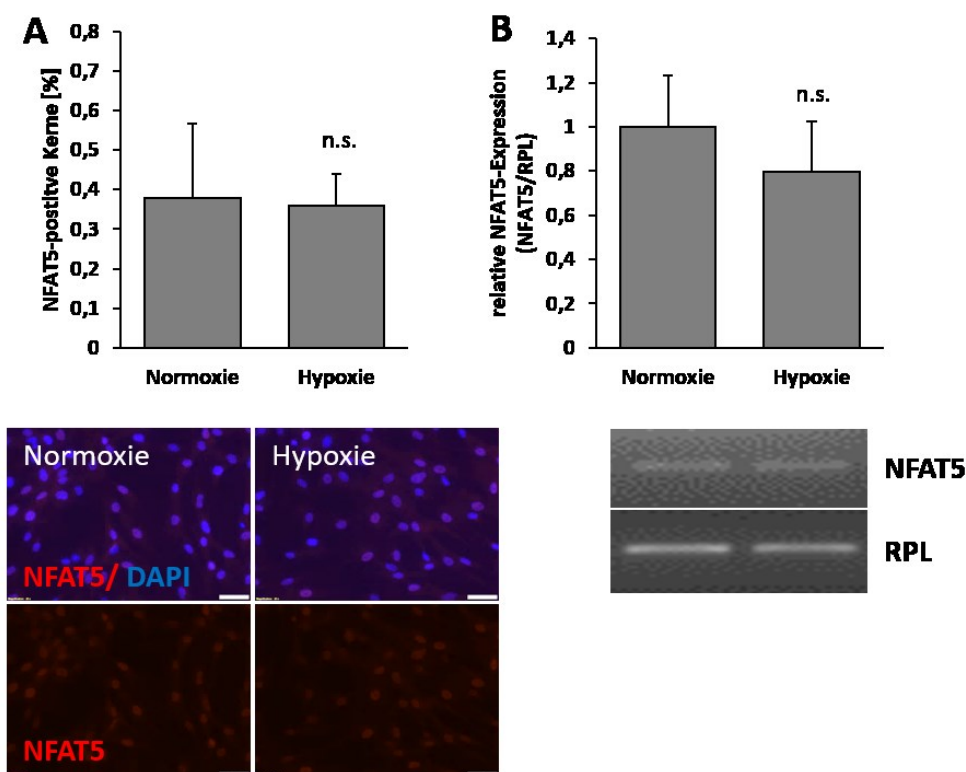 A
NFAT5-postitve Kerne [%]
0,8
0,7
0,6
0,5
0,4
0,3
0,2
0,1
0
n.s.
Normoxie
Hypoxie
B
relative NFAT5-Expression
(NFAT5/RPL)
1,4
1,2
1
0,8
0,6
0,4
0,2
0
n.s.
Normoxie
Hypoxie
Normoxie
Hypoxie
NFAT5/ DAPI
NFAT5
NFAT5
RPL